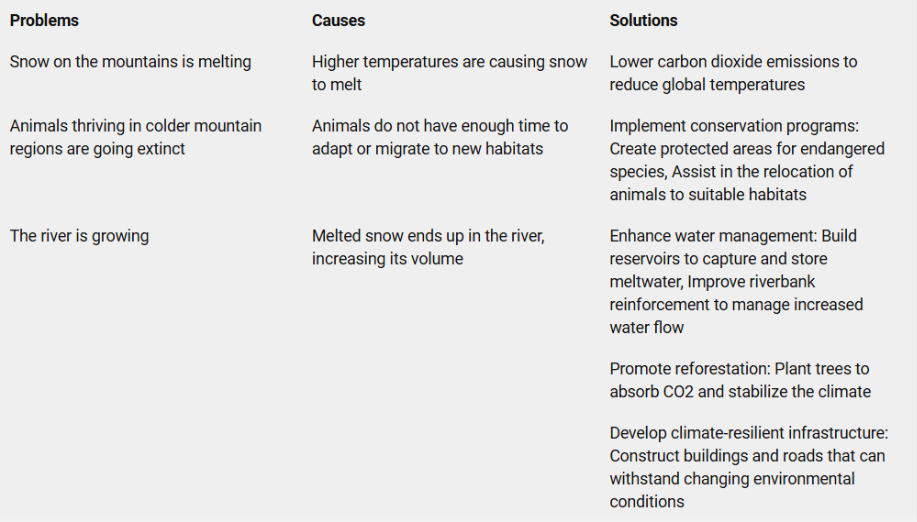 Problems Causes Solutions
Snow on the mountains is melting
Higher temperatures are causing snow
to melt
Lower carbon dioxide emissions to
reduce global temperatures
Animals thriving in colder mountain
regions are going extinct
Animals do not have enough time to
adapt or migrate to new habitats
Implement conservation programs:
Create protected areas for endangered
species, Assist in the relocation of
animals to suitable habitats
The river is growing
Melted snow ends up in the river,
increasing its volume
Enhance water management: Build
reservoirs to capture and store
meltwater, Improve riverbank
reinforcement to manage increased
water flow
Promote reforestation: Plant trees to
absorb CO2 and stabilize the climate
Develop climate-resilient infrastructure:
Construct buildings and roads that can
withstand changing environmental
conditions